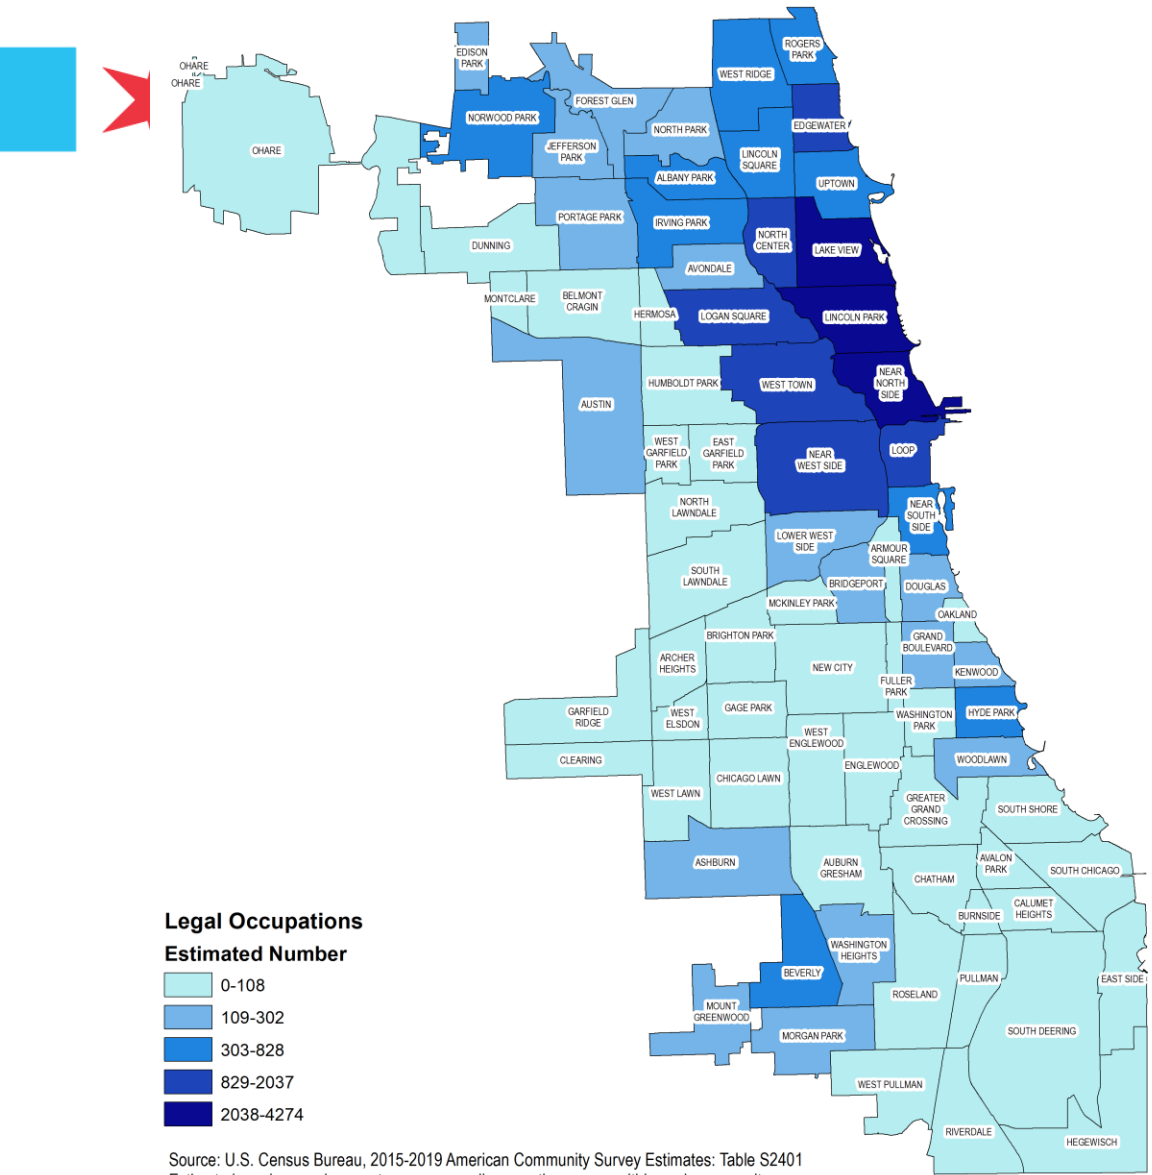 OHARE
OHARE
OHARE
EDISON
PARK
NORWOOD PARK
FOREST GLEN
JEFFERSON
PARK
NORTH PARK
WEST RIDGE
ROGERS
PARK
EDGEWATER
LINCOLN
SQUARE
ALBANY PARK
UPTOWN
PORTAGE PARK
IRVING PARK
DUNNING
NORTH
CENTER
LAKE VIEW
AVONDALE
MONTCLARE
BELMONT
CRAGIN
HERMOSA
LOGAN SQUARE
LINCOLN PARK
HUMBOLDT PARK
WEST TOWN
NEAR
NORTH
SIDE
AUSTIN
WEST
GARFIELD
PARK
EAST
GARFIELD
PARK
NEAR
WEST SIDE
LOOP
NORTH
LAWNDALE
NEAR
SOUTH
SIDE
LOWER WEST
SIDE
ARMOUR
SQUARE
SOUTH
LAWNDALE
BRIDGEPORT
DOUGLAS
MCKINLEY PARK
OAKLAND
BRIGHTON PARK
GRAND
BOULEVARD
ARCHER
HEIGHTS
NEW CITY
KENWOOD
FULLER
PARK
GARFIELD
RIDGE
WEST
ELSDON
GAGE PARK
WASHINGTON
PARK
HYDE PARK
WEST
ENGLEWOOD
CLEARING
ENGLEWOOD
WOODLAWN
WEST LAWN
CHICAGO LAWN
GREATER
GRAND
CROSSING
SOUTH SHORE
ASHBURN
AUBURN
GRESHAM
CHATHAM
AVALON
PARK
SOUTH CHICAGO
BURNSIDE
CALUMET
HEIGHTS
WASHINGTON
HEIGHTS
BEVERLY
ROSELAND
PULLMAN
EAST SIDE
MOUNT
GREENWOOD
MORGAN PARK
SOUTH DEERING
WEST PULLMAN
RIVERDALE
HEGEWISCH
Legal Occupations
Estimated Number
0-108
109-302
303-828
829-2037
2038-4274
Source: U.S. Census Bureau, 2015-2019 American Community Survey Estimates: Table S2401